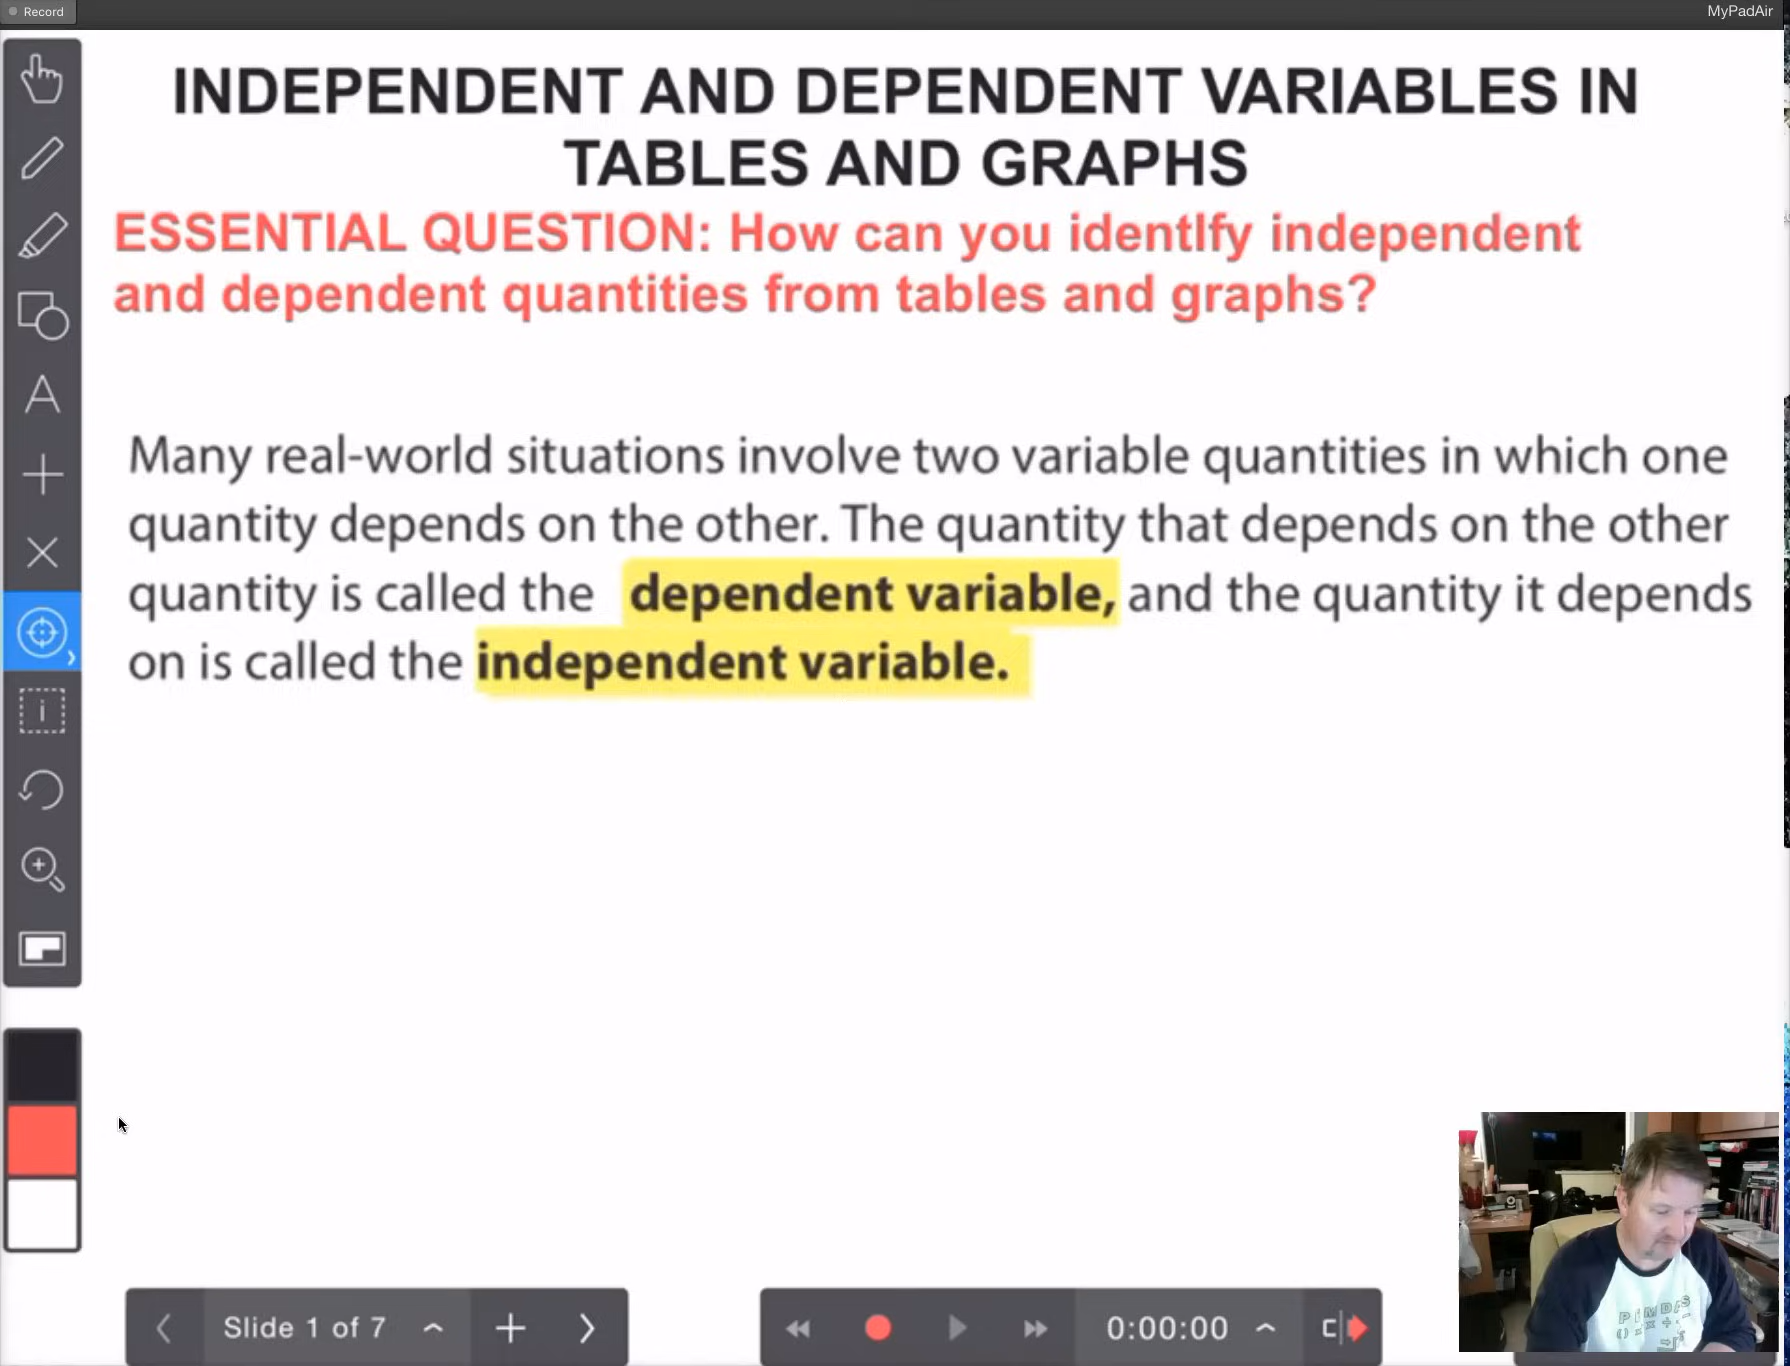 Record
MyPadAir
INDEPENDENT AND DEPENDENT VARIABLES IN
TABLES AND GRAPHS
ESSENTIAL QUESTION: How can you identIfy independent
and dependent quantities from tables and graphs?
A
Many real-world situations involve two variable quantities in which one
quantity depends on the other. The quantity that depends on the other
quantity is called the dependent variable, and the quantity it depends
on is called the independent variable.
i
Slide 1 of 7
0:00:00